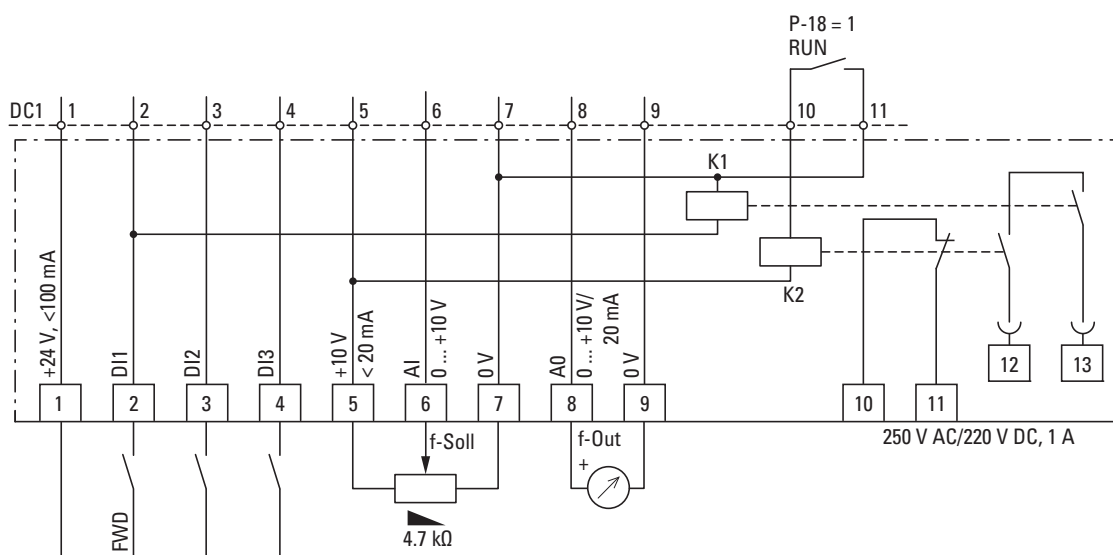 P-18 = 1
RUN
DC1 1 2 3 4 5 6 7 8 9 10 11
K1
K2
+24 V, <100 mA
DI1
DI2
DI3
+10 V
< 20 mA
AI
0 ... +10 V
0 V
A0
0 ... +10 V/
20 mA
0 V
12 13
1 2 3 4 5 6 7 8 9 10 11
250 V AC/220 V DC, 1 A
f-Soll
f-Out
+
FWD
4.7 kΩ